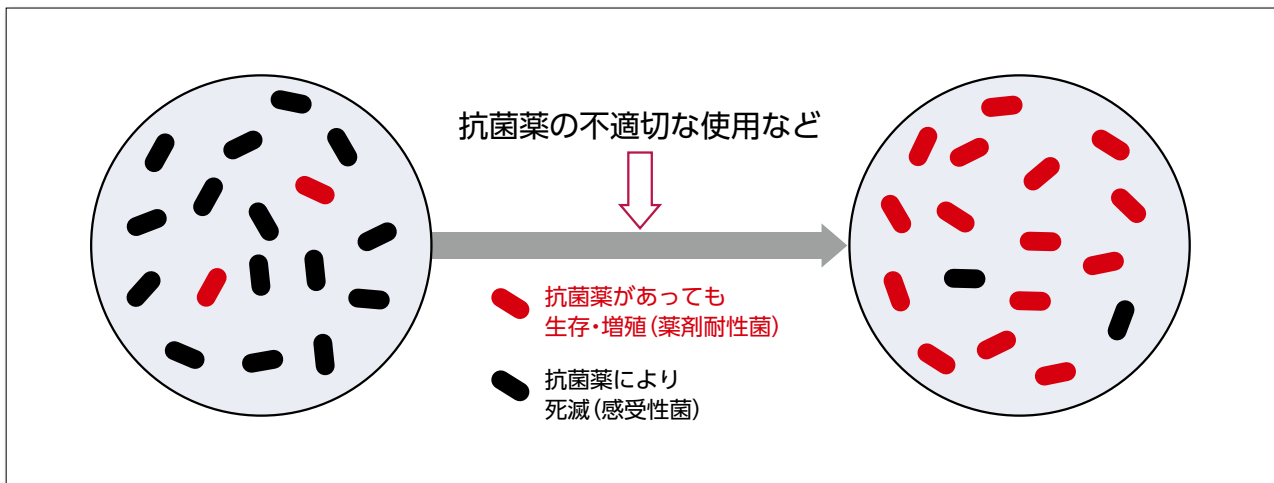 抗菌薬の不適切な使用など
抗菌薬があっても
生存・増殖(薬剤耐性菌)
抗菌薬により
死滅(感受性菌)